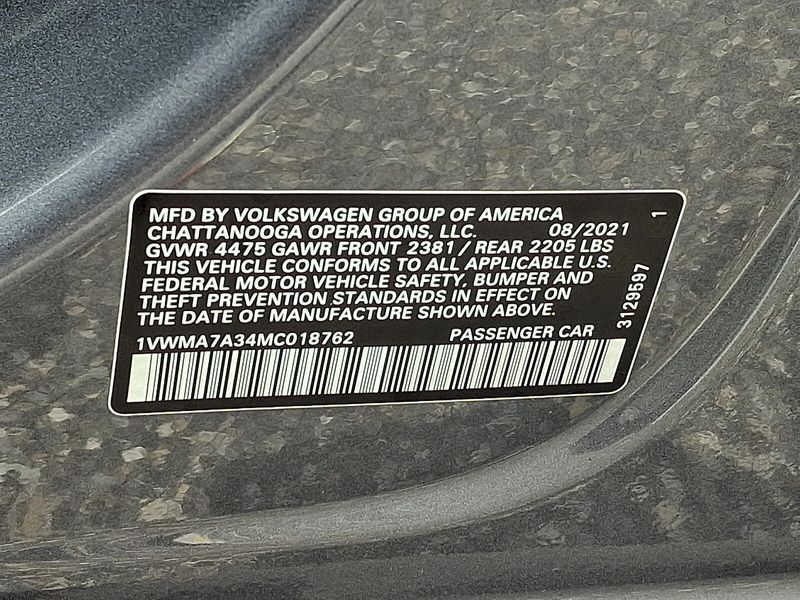 MFD BY VOLKSWAGEN GROUP OF AMERICA
CHATTANOOGA OPERATIONS, LLC. 08/2021
GVWR 4475 GAWR FRONT 2381 / REAR 2205 LBS
THIS VEHICLE CONFORMS TO ALL APPLICABLE U.S.
FEDERAL MOTOR VEHICLE SAFETY, BUMPER AND
THEFT PREVENTION STANDARDS IN EFFECT ON
THE DATE OF MANUFACTURE SHOWN ABOVE.
1VWMA7A34MC018762 PASSENGER CAR
3129597 1